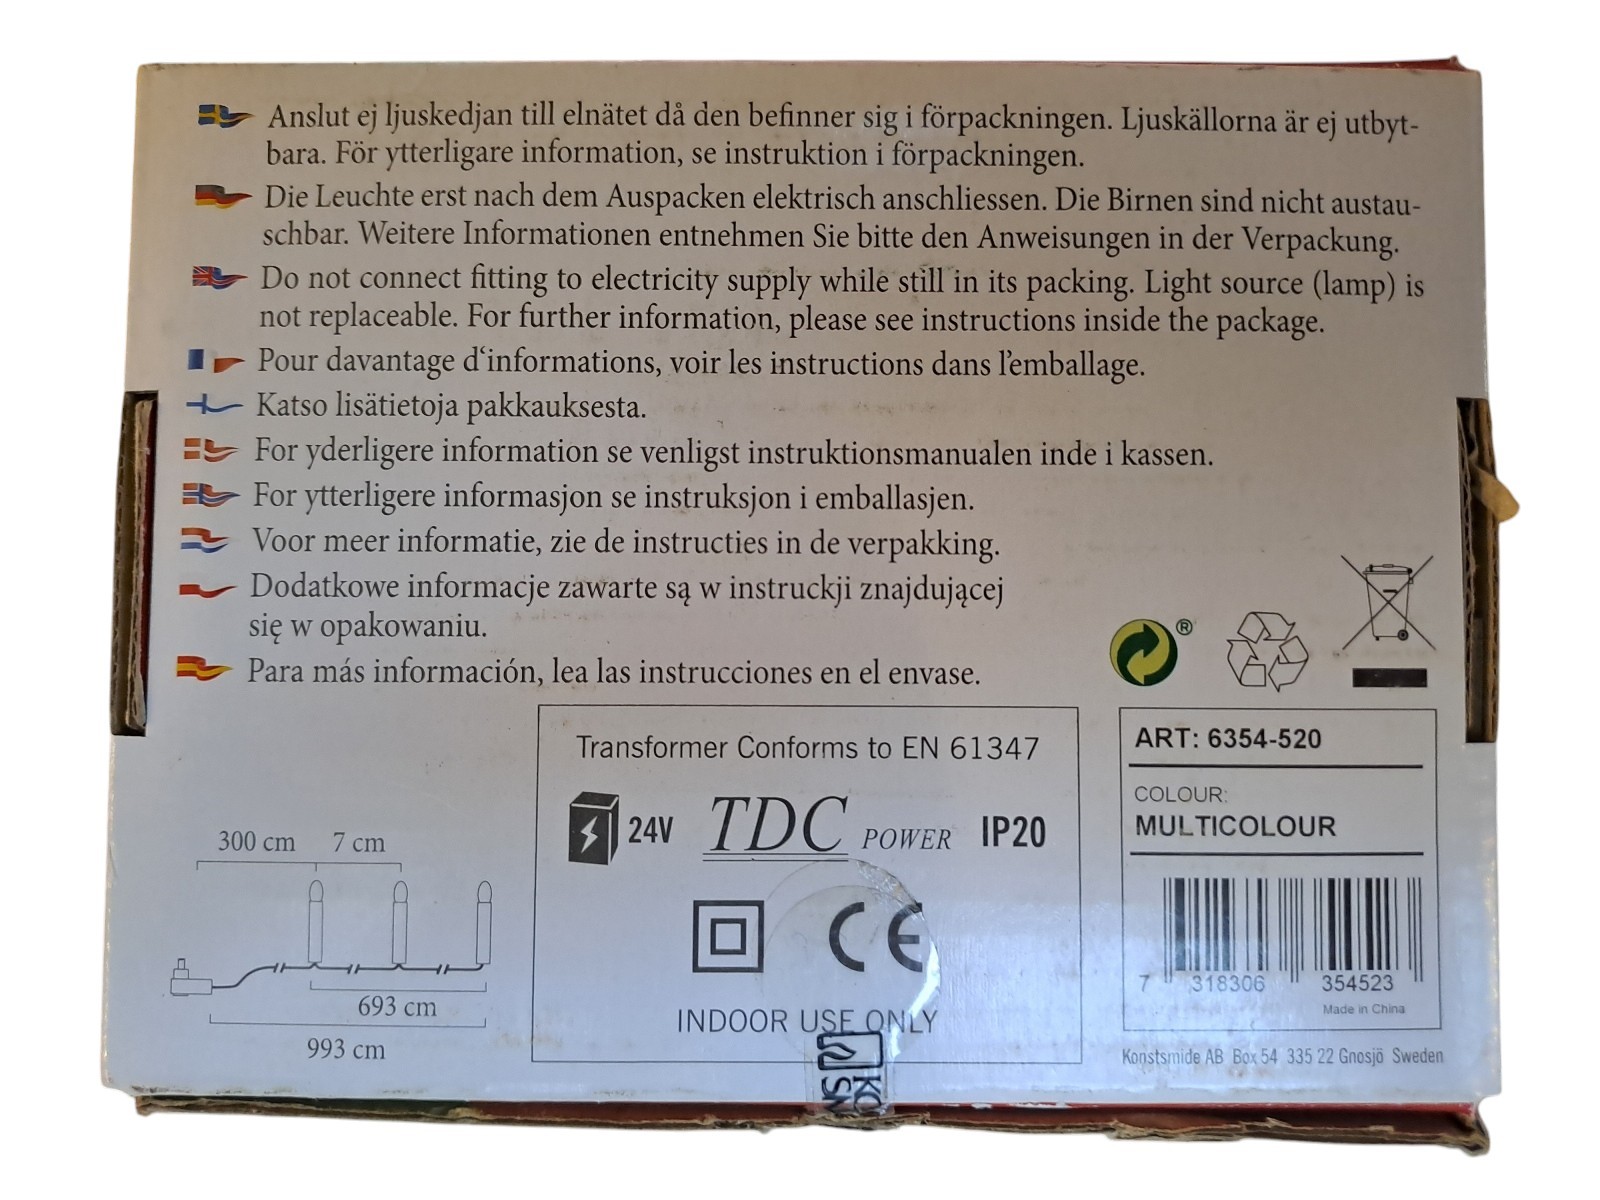 Anslut ej ljuskedjan till elnätet då den befinner sig i förpackningen. Ljuskällorna är ej utbyt-
bara. För ytterligare information, se instruktion i förpackningen.
Die Leuchte erst nach dem Auspacken elektrisch anschliessen. Die Birnen sind nicht austau-
schbar. Weitere Informationen entnehmen Sie bitte den Anweisungen in der Verpackung.
Do not connect fitting to electricity supply while still in its packing. Light source (lamp) is
not replaceable. For further information, please see instructions inside the package.
Pour davantage d‘informations, voir les instructions dans l’emballage.
Katso lisätietoja pakkauksesta.
For yderligere information se venligst instruktionsmanualen inde i kassen.
For ytterligere informasjon se instruksjon i emballasjen.
Voor meer informatie, zie de instructies in de verpakking.
Dodatkowe informacje zawarte są w instruckji znajdującej
się w opakowaniu.
Para más información, lea las instrucciones en el envase.
®
300 cm 7 cm
693 cm
993 cm
Transformer Conforms to EN 61347
24V TDC POWER IP20
CE
INDOOR USE ONLY
ART: 6354-520
COLOUR:
MULTICOLOUR
7 318306 354523
Made in China
Konstsmide AB Box 54 335 22 Gnosjö Sweden
KO
SM